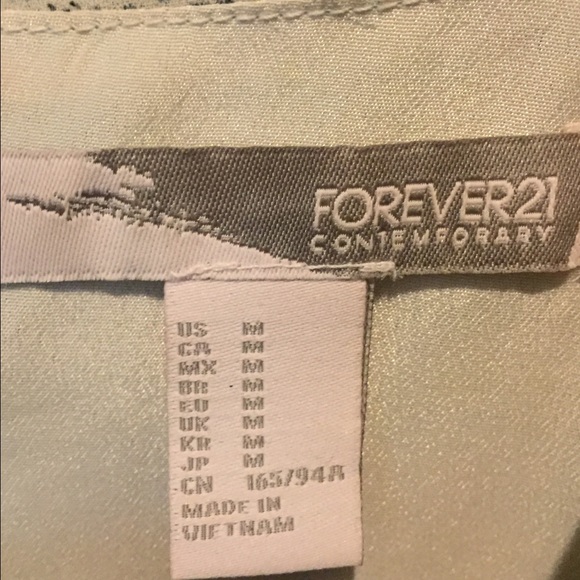 FOREVER21
CONTEMPORARY
US M
CA M
MX M
BR M
EU M
UK M
KR M
JP M
CN 165/94A
MADE IN
VIETNAM